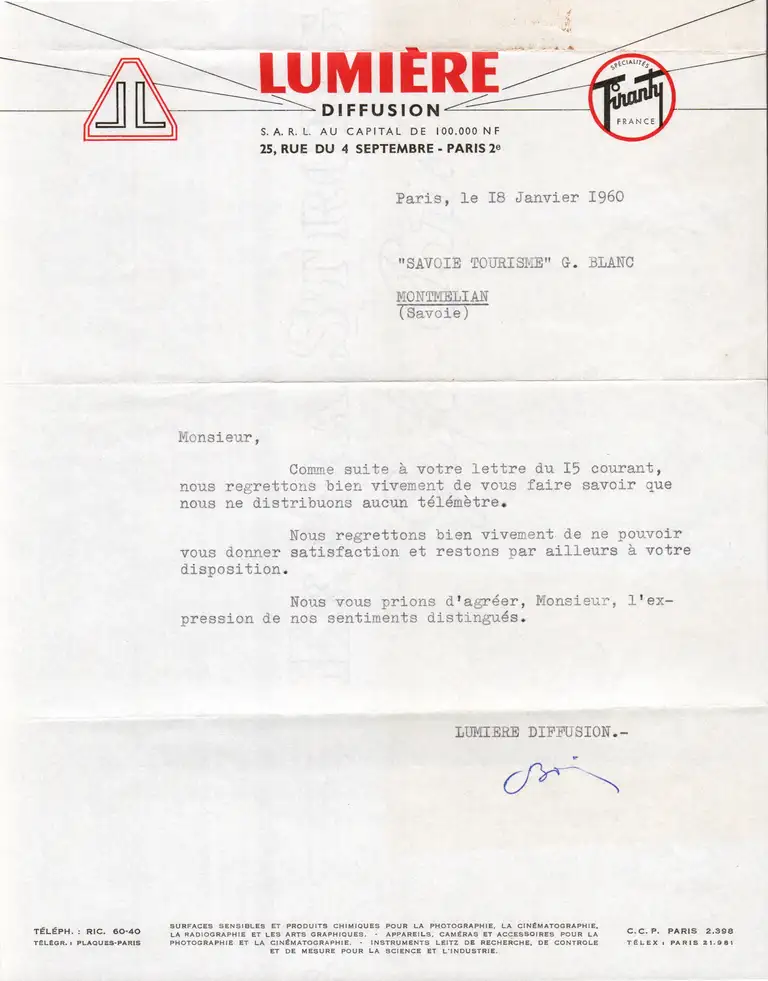 LUMIÈRE
DIFFUSION
S. A. R. L. AU CAPITAL DE 100.000 NF
25, RUE DU 4 SEPTEMBRE - PARIS 2e
JL
SPÉCIALITÉS
Tiranty
FRANCE
Paris, le I8 Janvier I960
"SAVOIE TOURISME" G. BLANC
MONTMELIAN
(Savoie)
Monsieur,
Comme suite à votre lettre du I5 courant,
nous regrettons bien vivement de vous faire savoir que
nous ne distribuons aucun télémètre.
Nous regrettons bien vivement de ne pouvoir
vous donner satisfaction et restons par ailleurs à votre
disposition.
Nous vous prions d'agréer, Monsieur, l'ex-
pression de nos sentiments distingués.
LUMIERE DIFFUSION.-
TÉLÉPH. : RIC. 60-40
TÉLÉGR. : PLAQUES-PARIS
SURFACES SENSIBLES ET PRODUITS CHIMIQUES POUR LA PHOTOGRAPHIE, LA CINÉMATOGRAPHIE,
LA RADIOGRAPHIE ET LES ARTS GRAPHIQUES. - APPAREILS, CAMÉRAS ET ACCESSOIRES POUR LA
PHOTOGRAPHIE ET LA CINÉMATOGRAPHIE. - INSTRUMENTS LEITZ DE RECHERCHE, DE CONTROLE
ET DE MESURE POUR LA SCIENCE ET L'INDUSTRIE.
C. C. P. PARIS 2.398
TÉLEX : PARIS 21.981